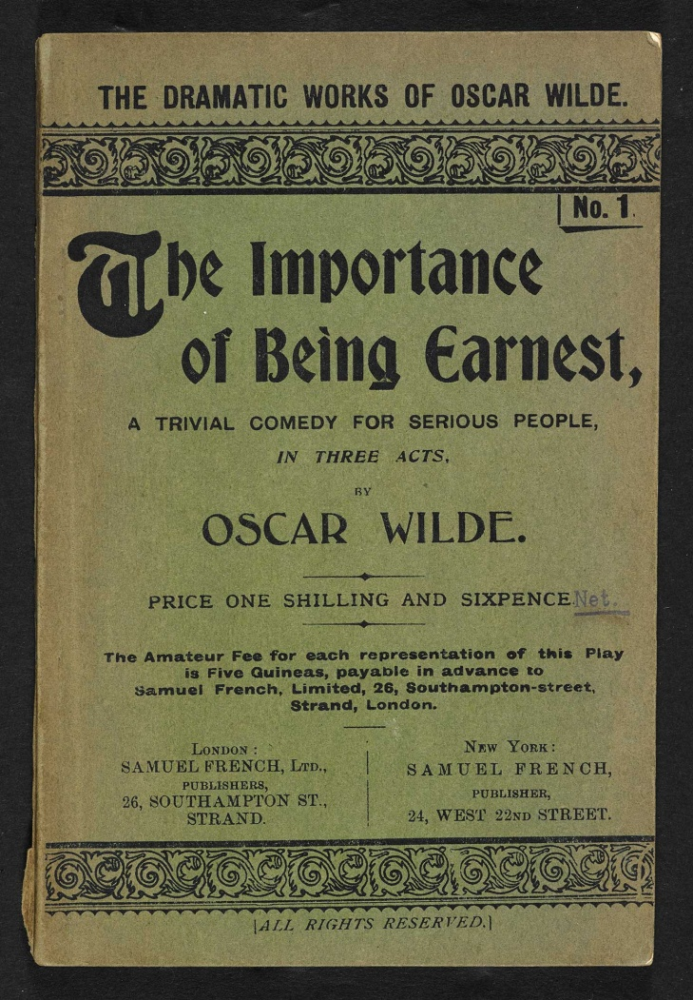 THE DRAMATIC WORKS OF OSCAR WILDE.
No. 1.
The Importance
of Being Earnest,
A TRIVIAL COMEDY FOR SERIOUS PEOPLE,
IN THREE ACTS,
BY
OSCAR WILDE.
PRICE ONE SHILLING AND SIXPENCE Net.
The Amateur Fee for each representation of this Play
is Five Guineas, payable in advance to
Samuel French, Limited, 26, Southampton-street,
Strand, London.
LONDON:
SAMUEL FRENCH, LTD.,
PUBLISHERS,
26, SOUTHAMPTON ST.,
STRAND.
NEW YORK:
SAMUEL FRENCH,
PUBLISHER,
24, WEST 22ND STREET.
[ALL RIGHTS RESERVED.]